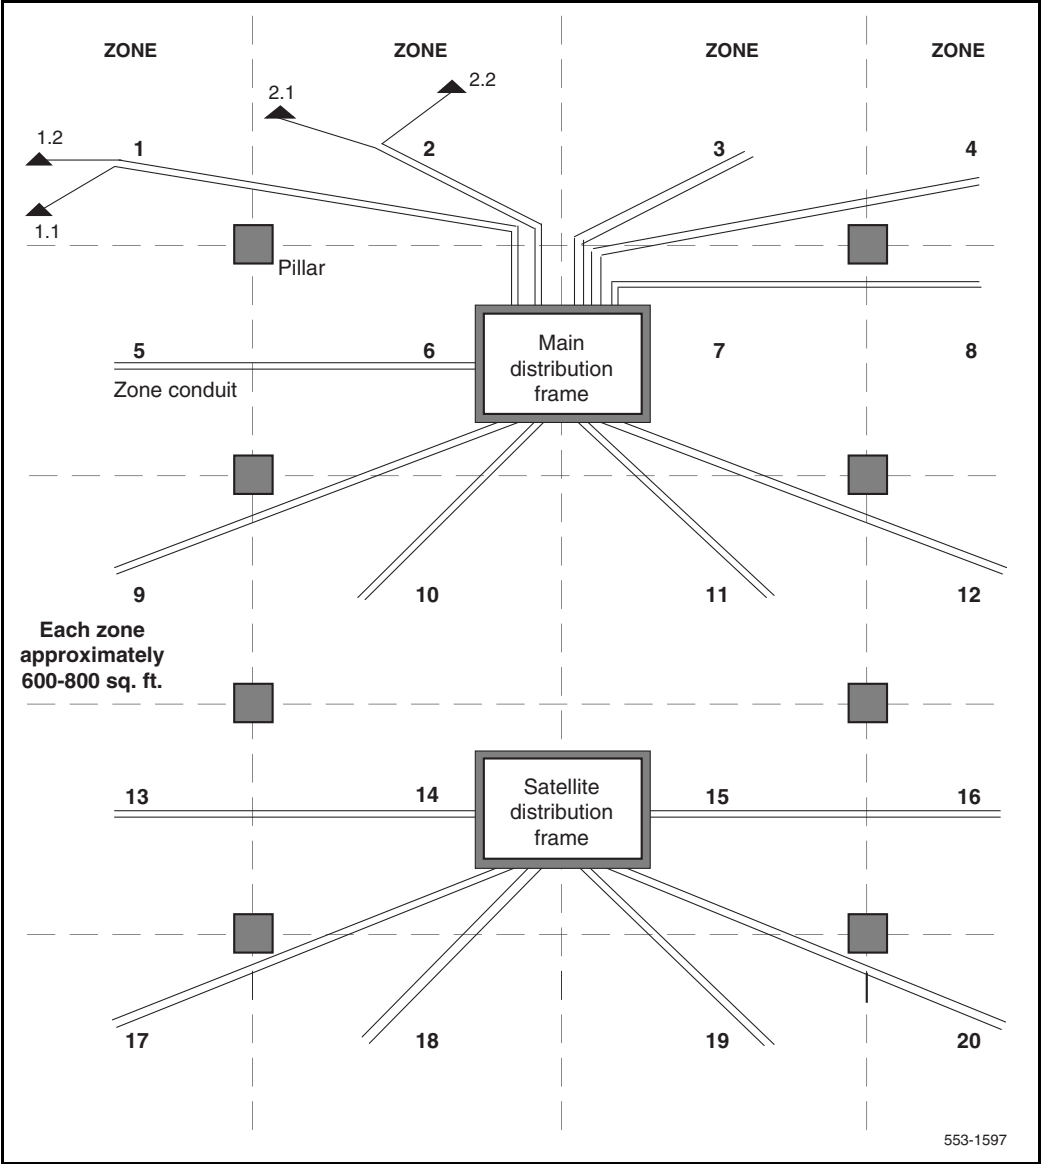 ZONE ZONE ZONE ZONE
2.2
2.1
1.2
1 2 3 4
1.1
Pillar
5 6 7 8
Main
distribution
frame
Zone conduit
9 10 11 12
Each zone
approximately
600-800 sq. ft.
13 14 15 16
Satellite
distribution
frame
17 18 19 20
553-1597